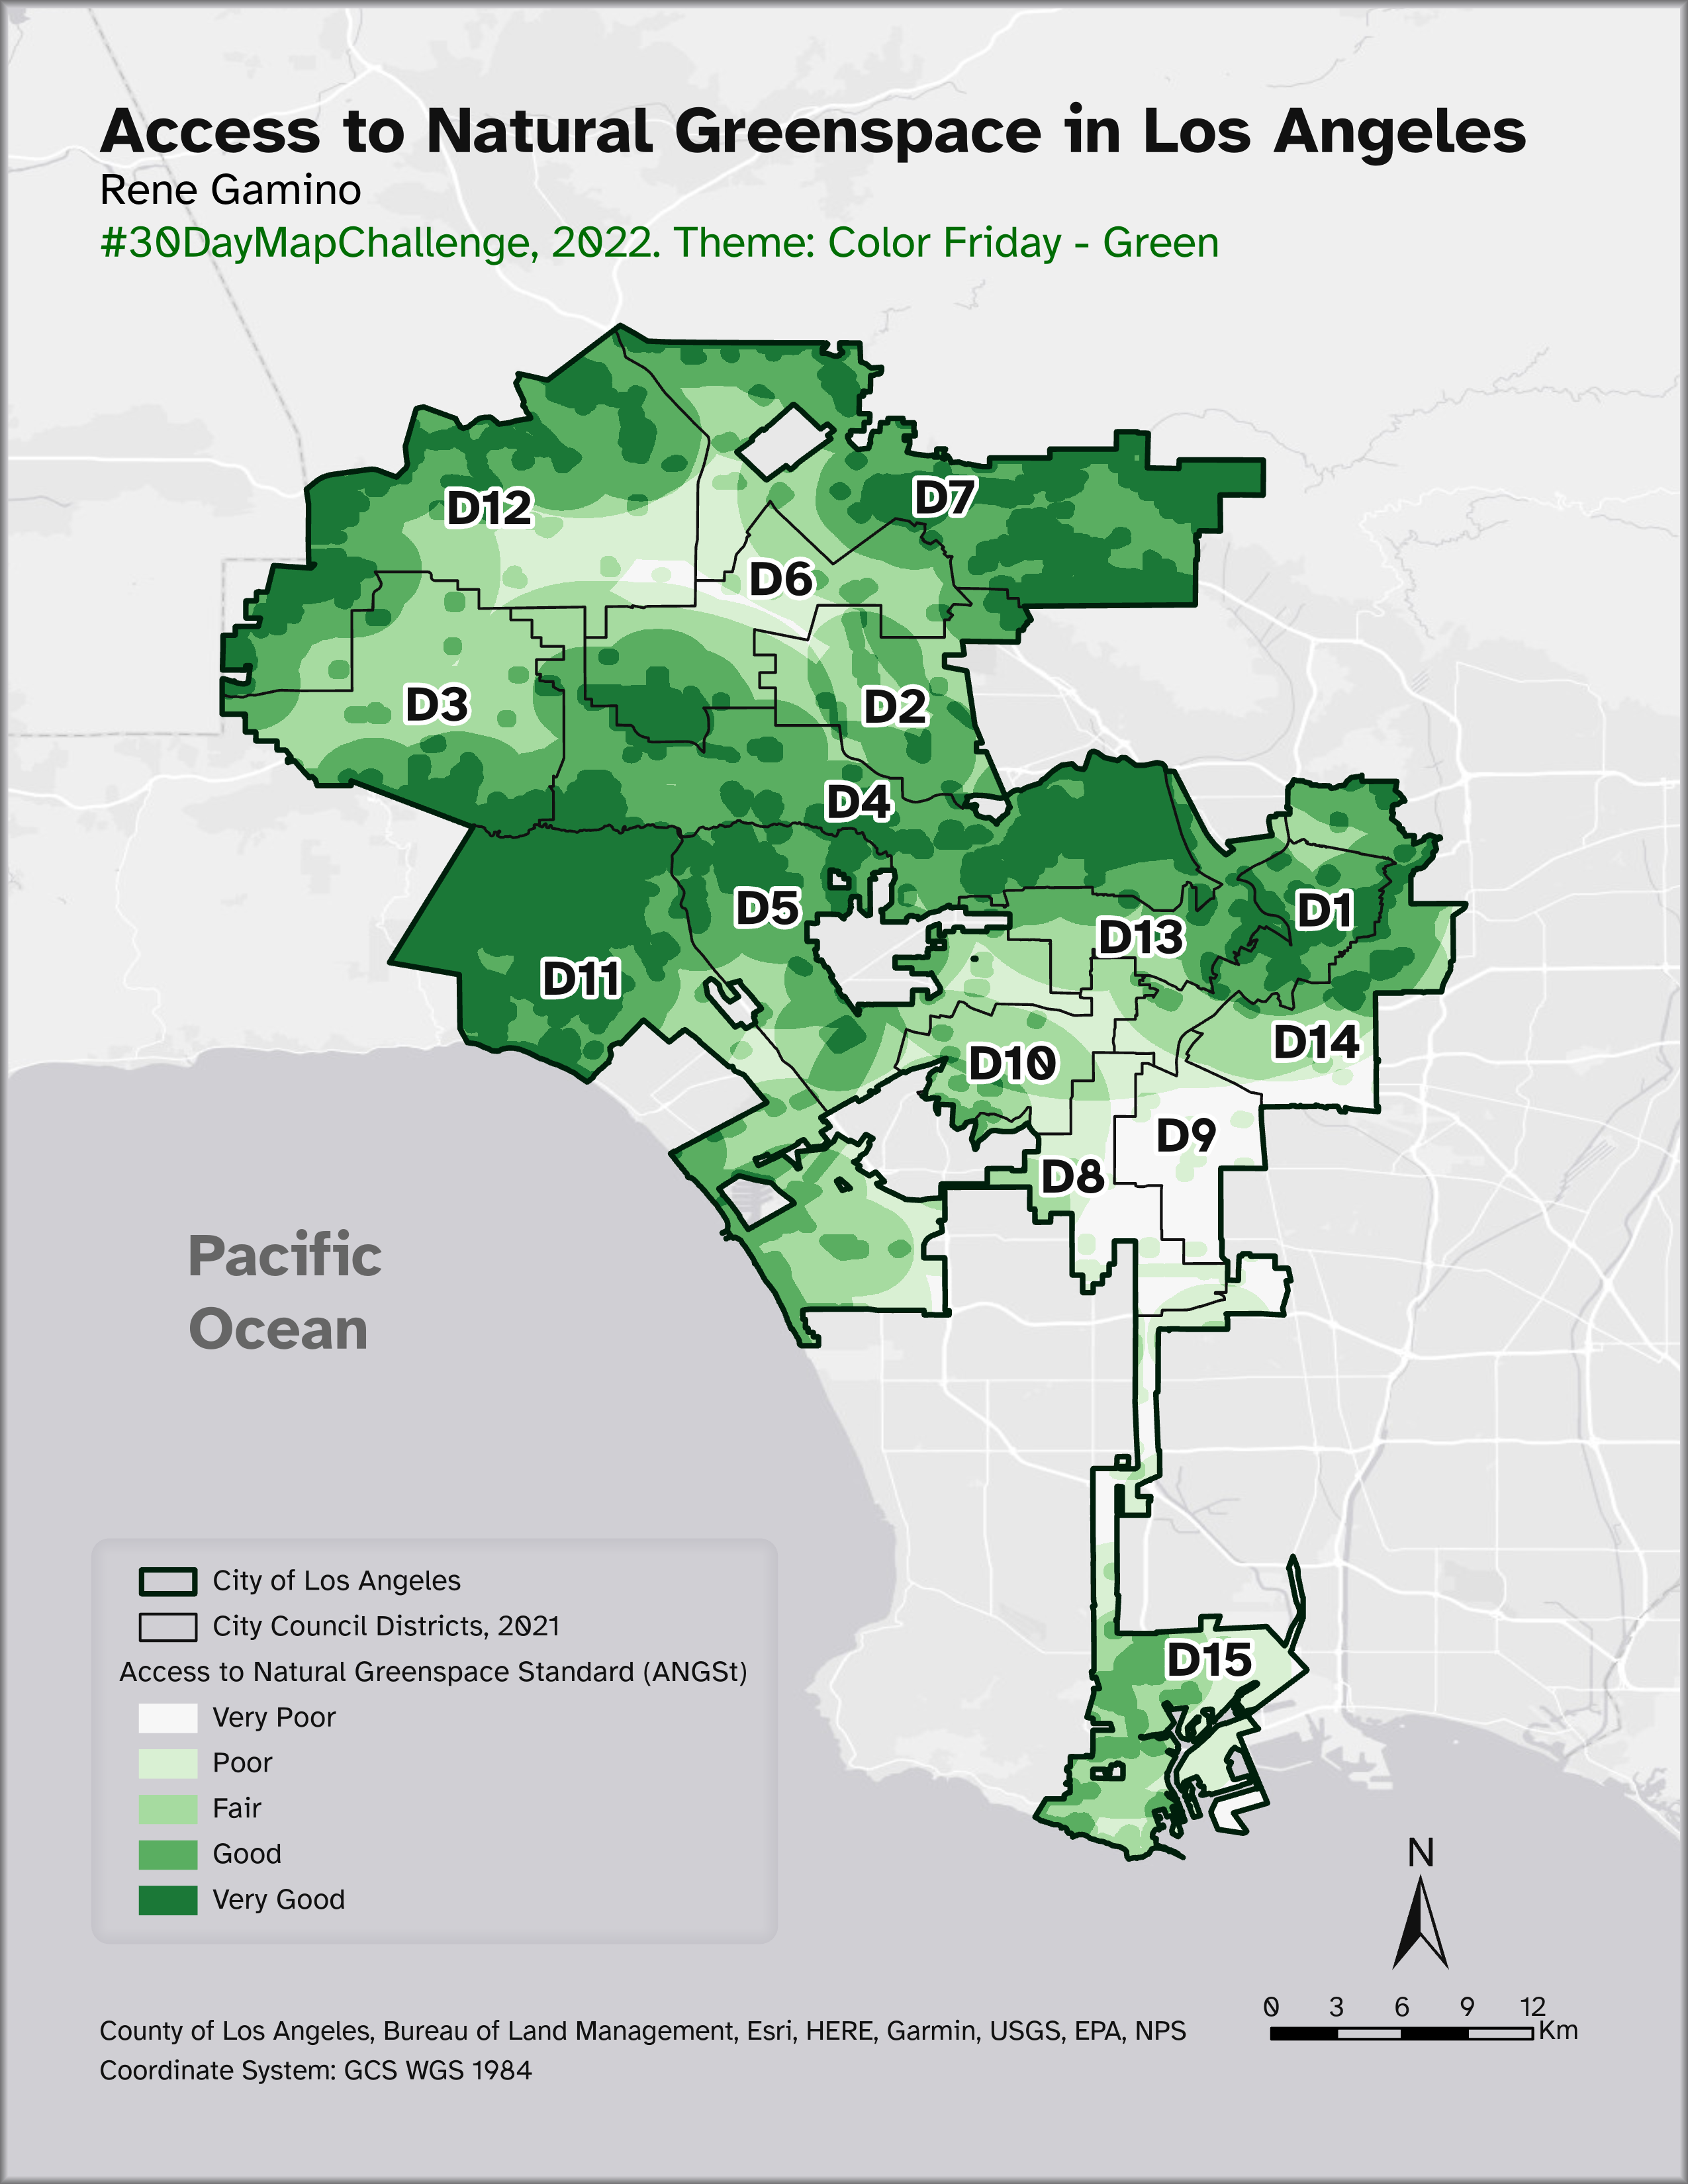 Access to Natural Greenspace in Los Angeles
Rene Gamino
#30DayMapChallenge, 2022. Theme: Color Friday - Green
D12
D7
D6
D3
D2
D4
D5
D1
D13
D11
D14
D10
D9
D8
Pacific
Ocean
D15
City of Los Angeles
City Council Districts, 2021
Access to Natural Greenspace Standard (ANGSt)
Very Poor
Poor
Fair
Good
Very Good
N
0 3 6 9 12
Km
County of Los Angeles, Bureau of Land Management, Esri, HERE, Garmin, USGS, EPA, NPS
Coordinate System: GCS WGS 1984